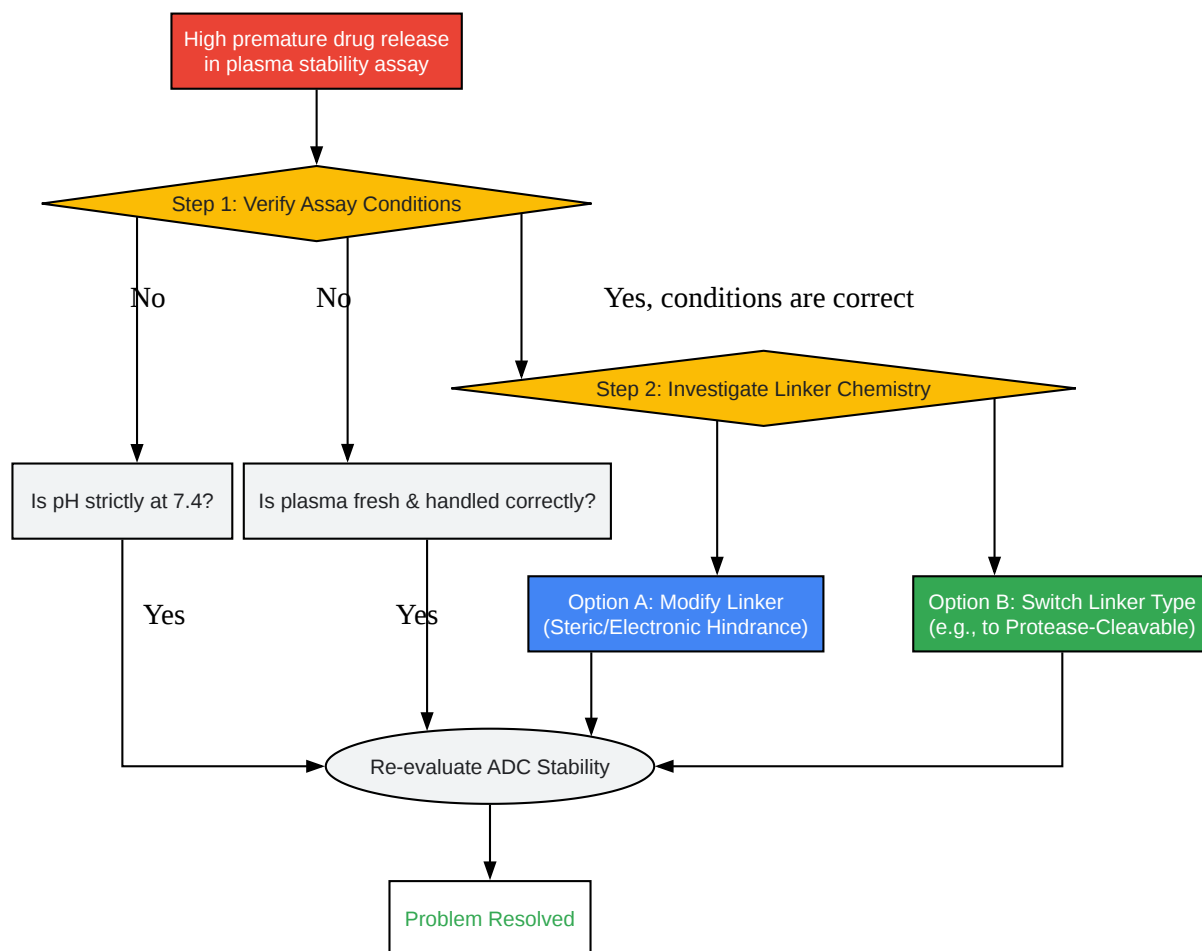 High premature drug release
in plasma stability assay
Step 1: Verify Assay Conditions
No
No
Yes, conditions are correct
Step 2: Investigate Linker Chemistry
Is pH strictly at 7.4?
Is plasma fresh & handled correctly?
Yes
Yes
Option A: Modify Linker
(Steric/Electronic Hindrance)
Option B: Switch Linker Type
(e.g., to Protease-Cleavable)
Re-evaluate ADC Stability
Problem Resolved